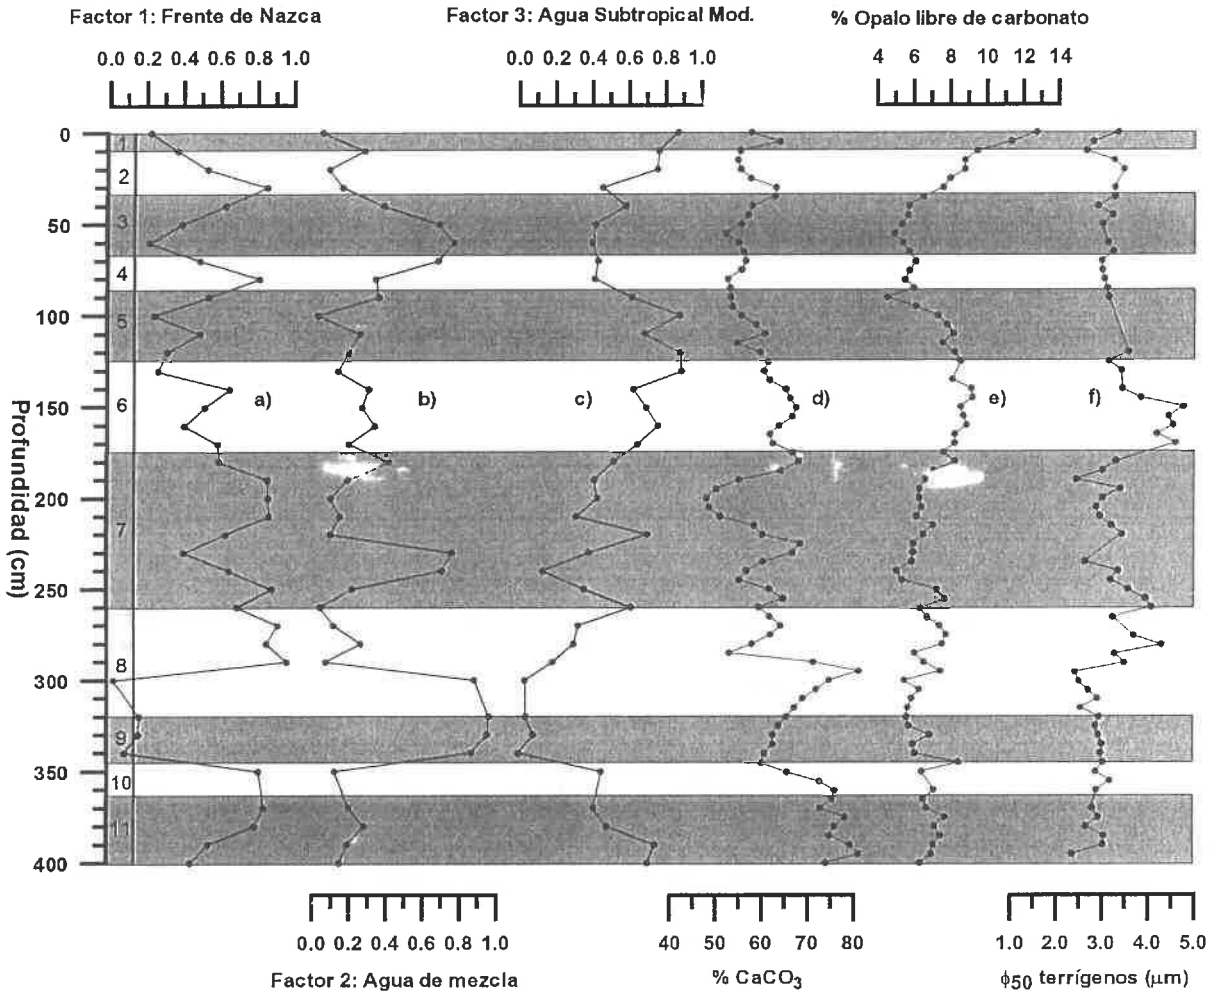 Factor 1: Frente de Nazca
Factor 3: Agua Subtropical Mod.
% Opalo libre de carbonato
0.0 0.2 0.4 0.6 0.8 1.0
0.0 0.2 0.4 0.6 0.8 1.0
4 6 8 10 12 14
Profundidad (cm)
0
50
100
150
200
250
300
350
400
1
2
3
4
5
6
7
8
9
10
11
a)
b)
c)
d)
e)
f)
0.0 0.2 0.4 0.6 0.8 1.0
40 50 60 70 80
1.0 2.0 3.0 4.0 5.0
Factor 2: Agua de mezcla
% CaCO₃
ϕ₅₀ terrígenos (μm)